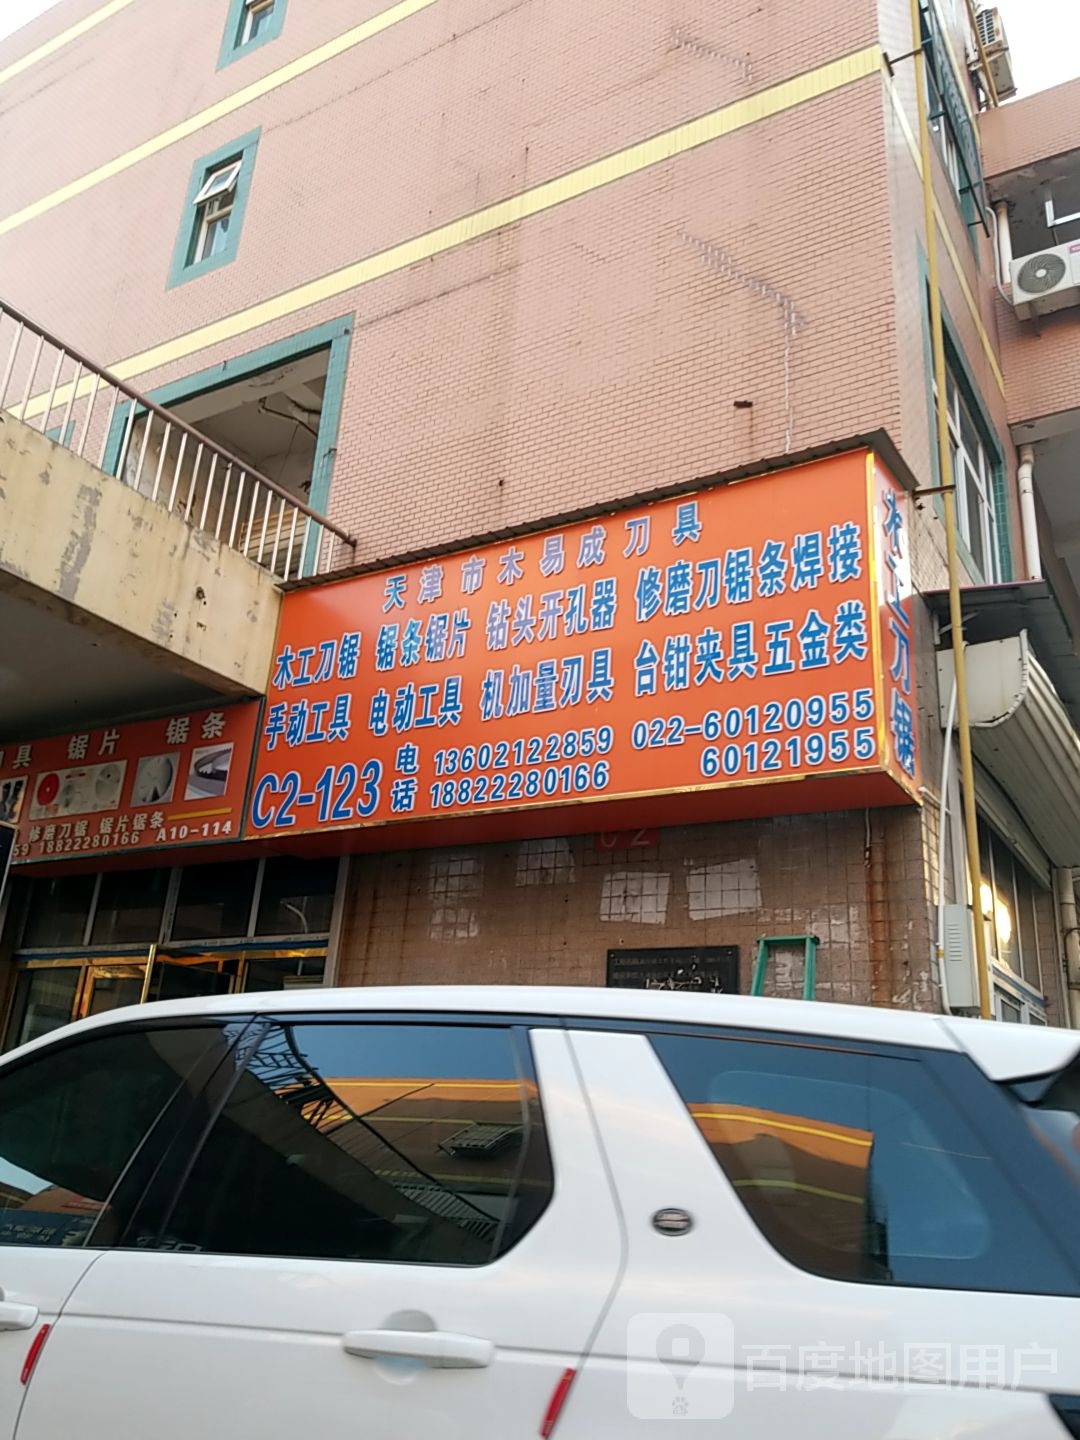 天津市木易成刀具
木工刀锯 锯条锯片 钻头开孔器 修磨刀锯条焊接
手动工具 电动工具 机加量刃具 台钳夹具五金类
C2-123 电话 13602122859 022-60120955
18822280166 60121955
木工刀锯
具 锯片 锯条
修磨刀锯 锯片锯条
59 18822280166 A10-114
C2
百度地图用户